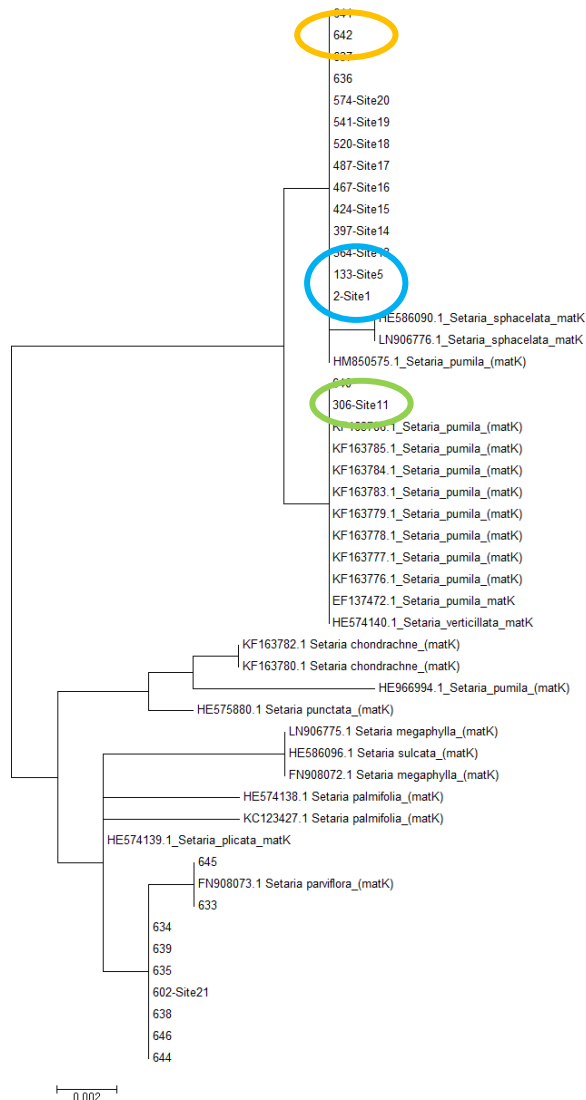 642
636
574-Site20
541-Site19
520-Site18
487-Site17
467-Site16
424-Site15
397-Site14
133-Site5
2-Site1
HE586090.1_Setaria_sphacelata_matK
LN906776.1_Setaria_sphacelata_matK
HM850575.1_Setaria_pumila_(matK)
306-Site11
KF163785.1_Setaria_pumila_(matK)
KF163784.1_Setaria_pumila_(matK)
KF163783.1_Setaria_pumila_(matK)
KF163779.1_Setaria_pumila_(matK)
KF163778.1_Setaria_pumila_(matK)
KF163777.1_Setaria_pumila_(matK)
KF163776.1_Setaria_pumila_(matK)
EF137472.1_Setaria_pumila_matK
HE574140.1_Setaria_verticillata_matK
KF163782.1 Setaria chondrachne_(matK)
KF163780.1 Setaria chondrachne_(matK)
HE966994.1_Setaria_pumila_(matK)
HE575880.1 Setaria punctata_(matK)
LN906775.1 Setaria megaphylla_(matK)
HE586096.1 Setaria sulcata_(matK)
FN908072.1 Setaria megaphylla_(matK)
HE574138.1 Setaria palmifolia_(matK)
KC123427.1 Setaria palmifolia_(matK)
HE574139.1_Setaria_plicata_matK
645
FN908073.1 Setaria parviflora_(matK)
633
634
639
635
602-Site21
638
646
644
0.002